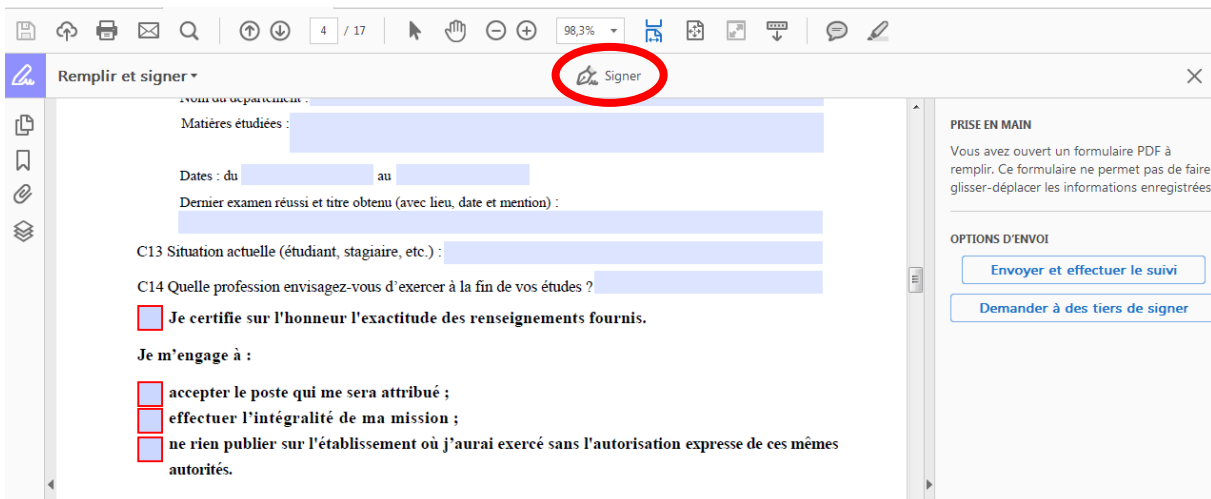 4 / 17
98,3%
Remplir et signer
Signer
Nom du département :
Matières étudiées :
Dates : du au
Dernier examen réussi et titre obtenu (avec lieu, date et mention) :
C13 Situation actuelle (étudiant, stagiaire, etc.) :
C14 Quelle profession envisagez-vous d'exercer à la fin de vos études ?
Je certifie sur l'honneur l'exactitude des renseignements fournis.
Je m'engage à :
accepter le poste qui me sera attribué ;
effectuer l'intégralité de ma mission ;
ne rien publier sur l'établissement où j'aurai exercé sans l'autorisation expresse de ces mêmes
autorités.
PRISE EN MAIN
Vous avez ouvert un formulaire PDF à
remplir. Ce formulaire ne permet pas de faire
glisser-déplacer les informations enregistrées
OPTIONS D'ENVOI
Envoyer et effectuer le suivi
Demander à des tiers de signer